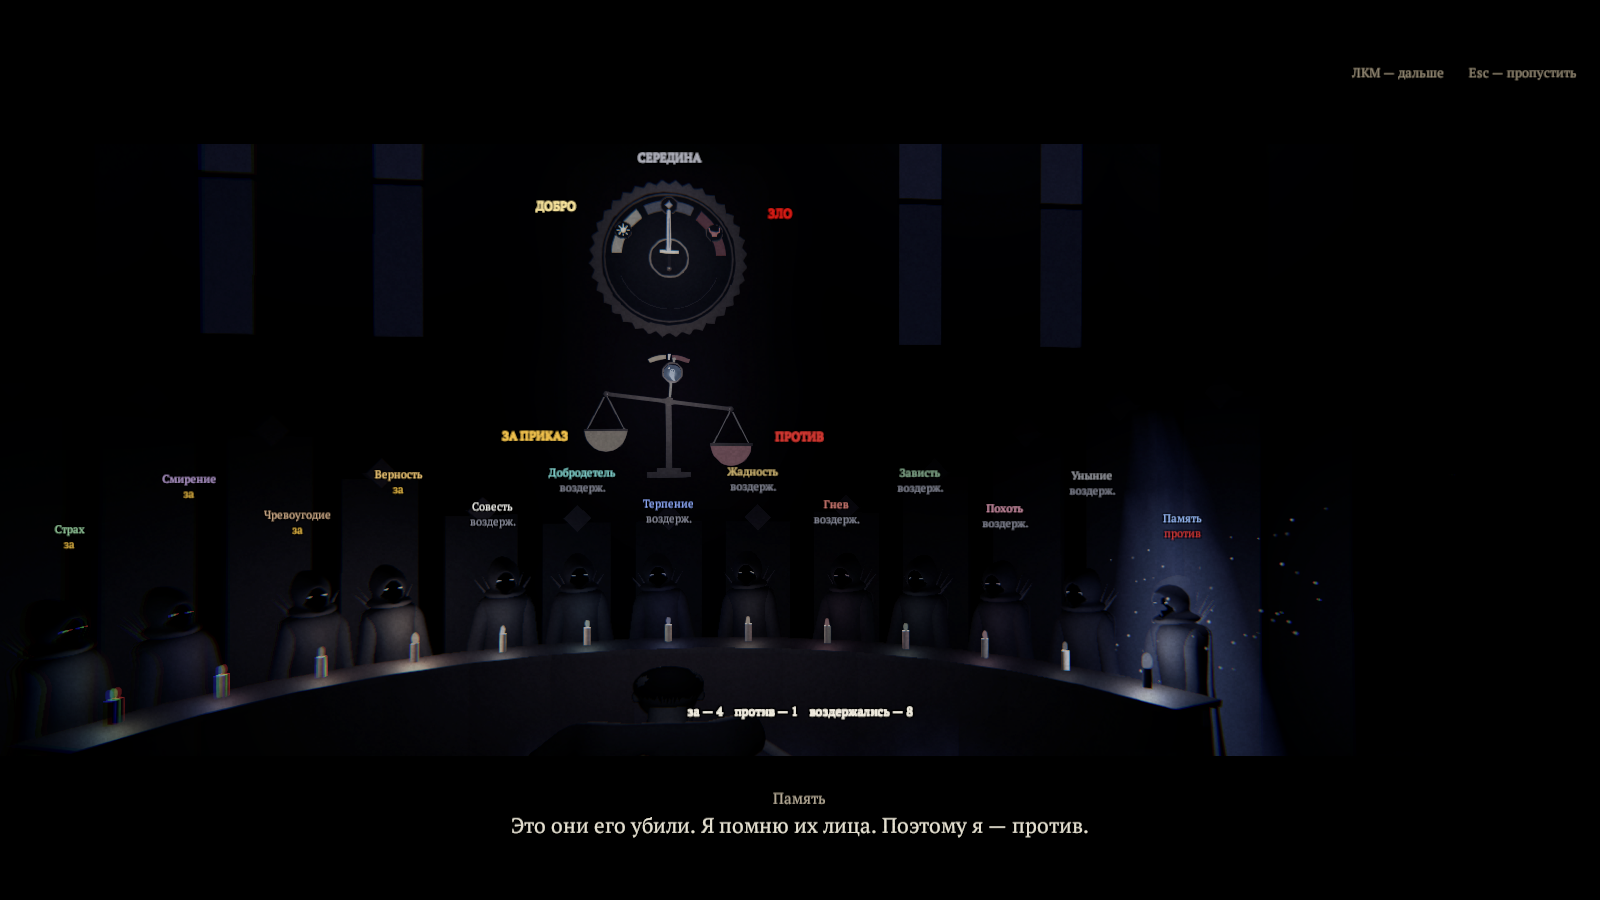 ЛКМ — дальше Esc — пропустить
СЕРЕДИНА
ДОБРО
ЗЛО
ЗА ПРИКАЗ
ПРОТИВ
Смирение
за
Верность
за
Добродетель
воздерж.
Жадность
воздерж.
Зависть
воздерж.
Уныние
воздерж.
Страх
за
Чревоугодие
за
Совесть
воздерж.
Терпение
воздерж.
Гнев
воздерж.
Похоть
воздерж.
Память
против
за — 4 против — 1 воздержались — 8
Память
Это они его убили. Я помню их лица. Поэтому я — против.